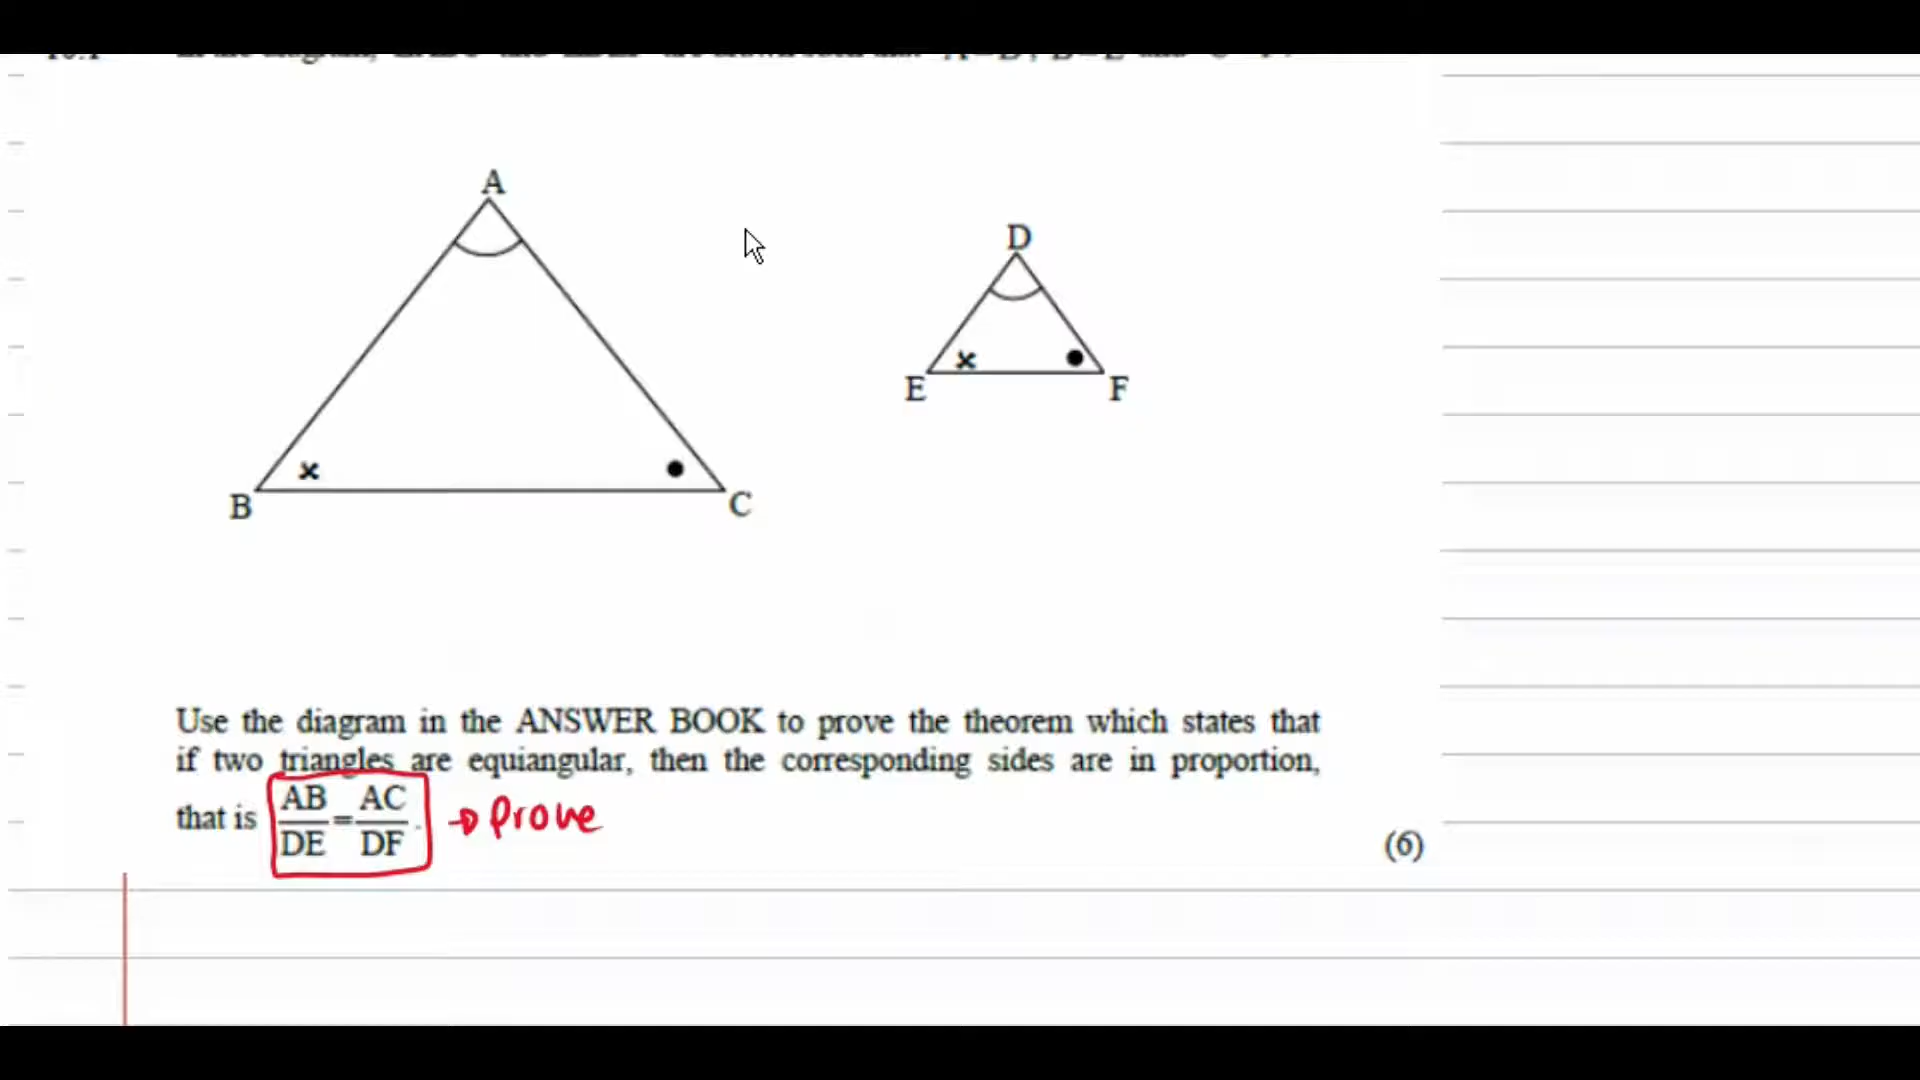 A
D
E
F
B
C
Use the diagram in the ANSWER BOOK to prove the theorem which states that
if two triangles are equiangular, then the corresponding sides are in proportion,
that is AB/DE = AC/DF. → Prove
(6)